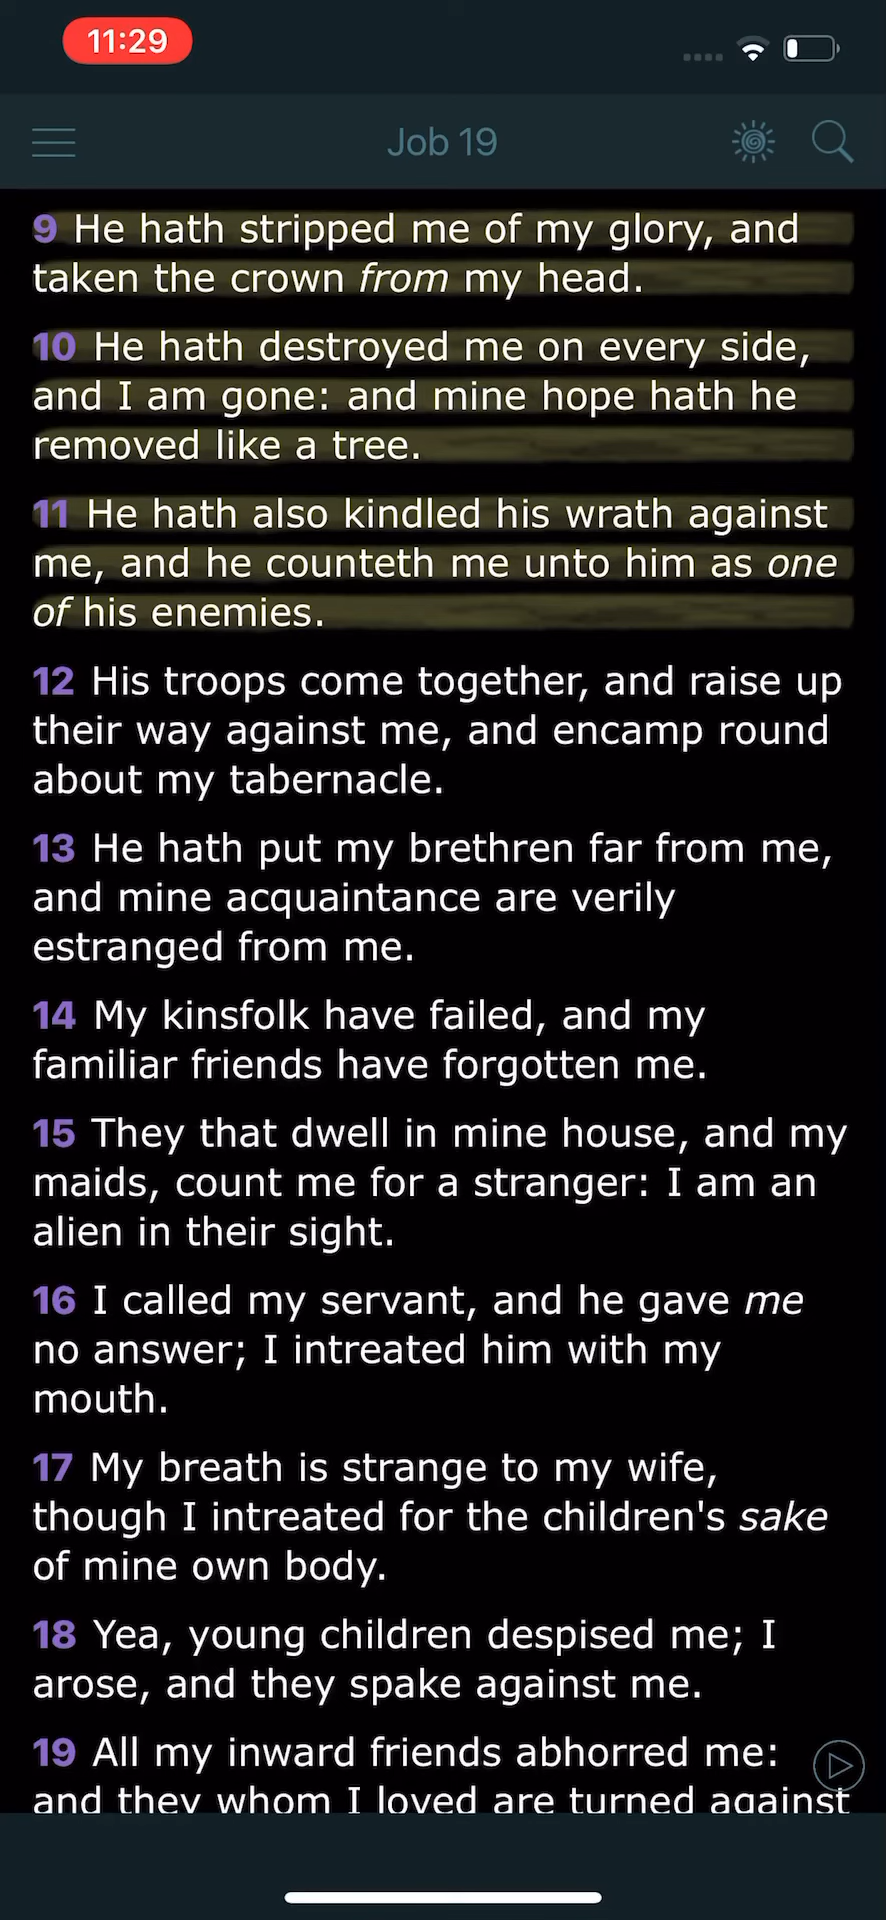 11:29
Job 19
9 He hath stripped me of my glory, and
taken the crown from my head.
10 He hath destroyed me on every side,
and I am gone: and mine hope hath he
removed like a tree.
11 He hath also kindled his wrath against
me, and he counteth me unto him as one
of his enemies.
12 His troops come together, and raise up
their way against me, and encamp round
about my tabernacle.
13 He hath put my brethren far from me,
and mine acquaintance are verily
estranged from me.
14 My kinsfolk have failed, and my
familiar friends have forgotten me.
15 They that dwell in mine house, and my
maids, count me for a stranger: I am an
alien in their sight.
16 I called my servant, and he gave me
no answer; I intreated him with my
mouth.
17 My breath is strange to my wife,
though I intreated for the children's sake
of mine own body.
18 Yea, young children despised me; I
arose, and they spake against me.
19 All my inward friends abhorred me:
and they whom I loved are turned against